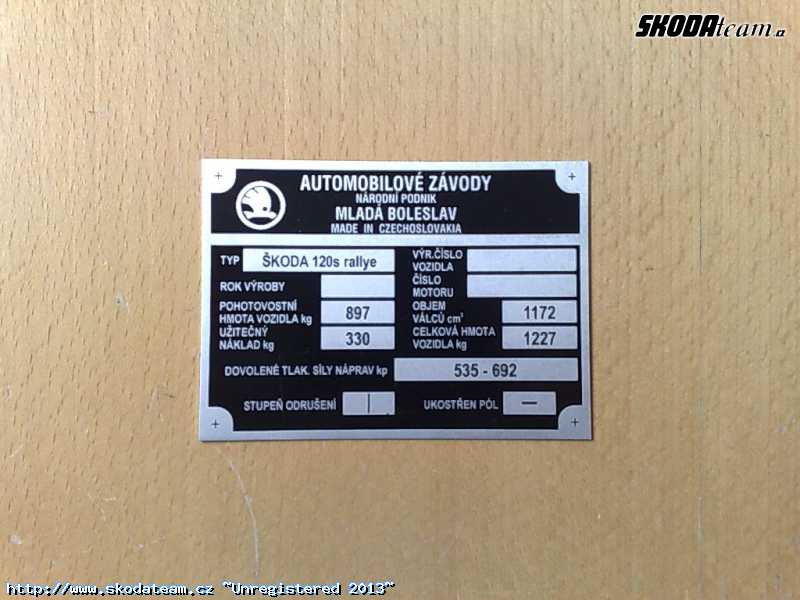 ŠKODAteam.cz
AUTOMOBILOVÉ ZÁVODY
NÁRODNÍ PODNIK
MLADÁ BOLESLAV
MADE IN CZECHOSLOVAKIA
TYP ŠKODA 120s rallye
VÝR.ČÍSLO
VOZIDLA
ROK VÝROBY
ČÍSLO
MOTORU
POHOTOVOSTNÍ
HMOTA VOZIDLA kg 897
OBJEM
VÁLCŮ cm³ 1172
UŽITEČNÝ
NÁKLAD kg 330
CELKOVÁ HMOTA
VOZIDLA kg 1227
DOVOLENÉ TLAK. SÍLY NÁPRAV kp 535 - 692
STUPEŇ ODRUŠENÍ |
UKOSTŘEN PÓL —
http://www.skodateam.cz ~Unregistered 2013~